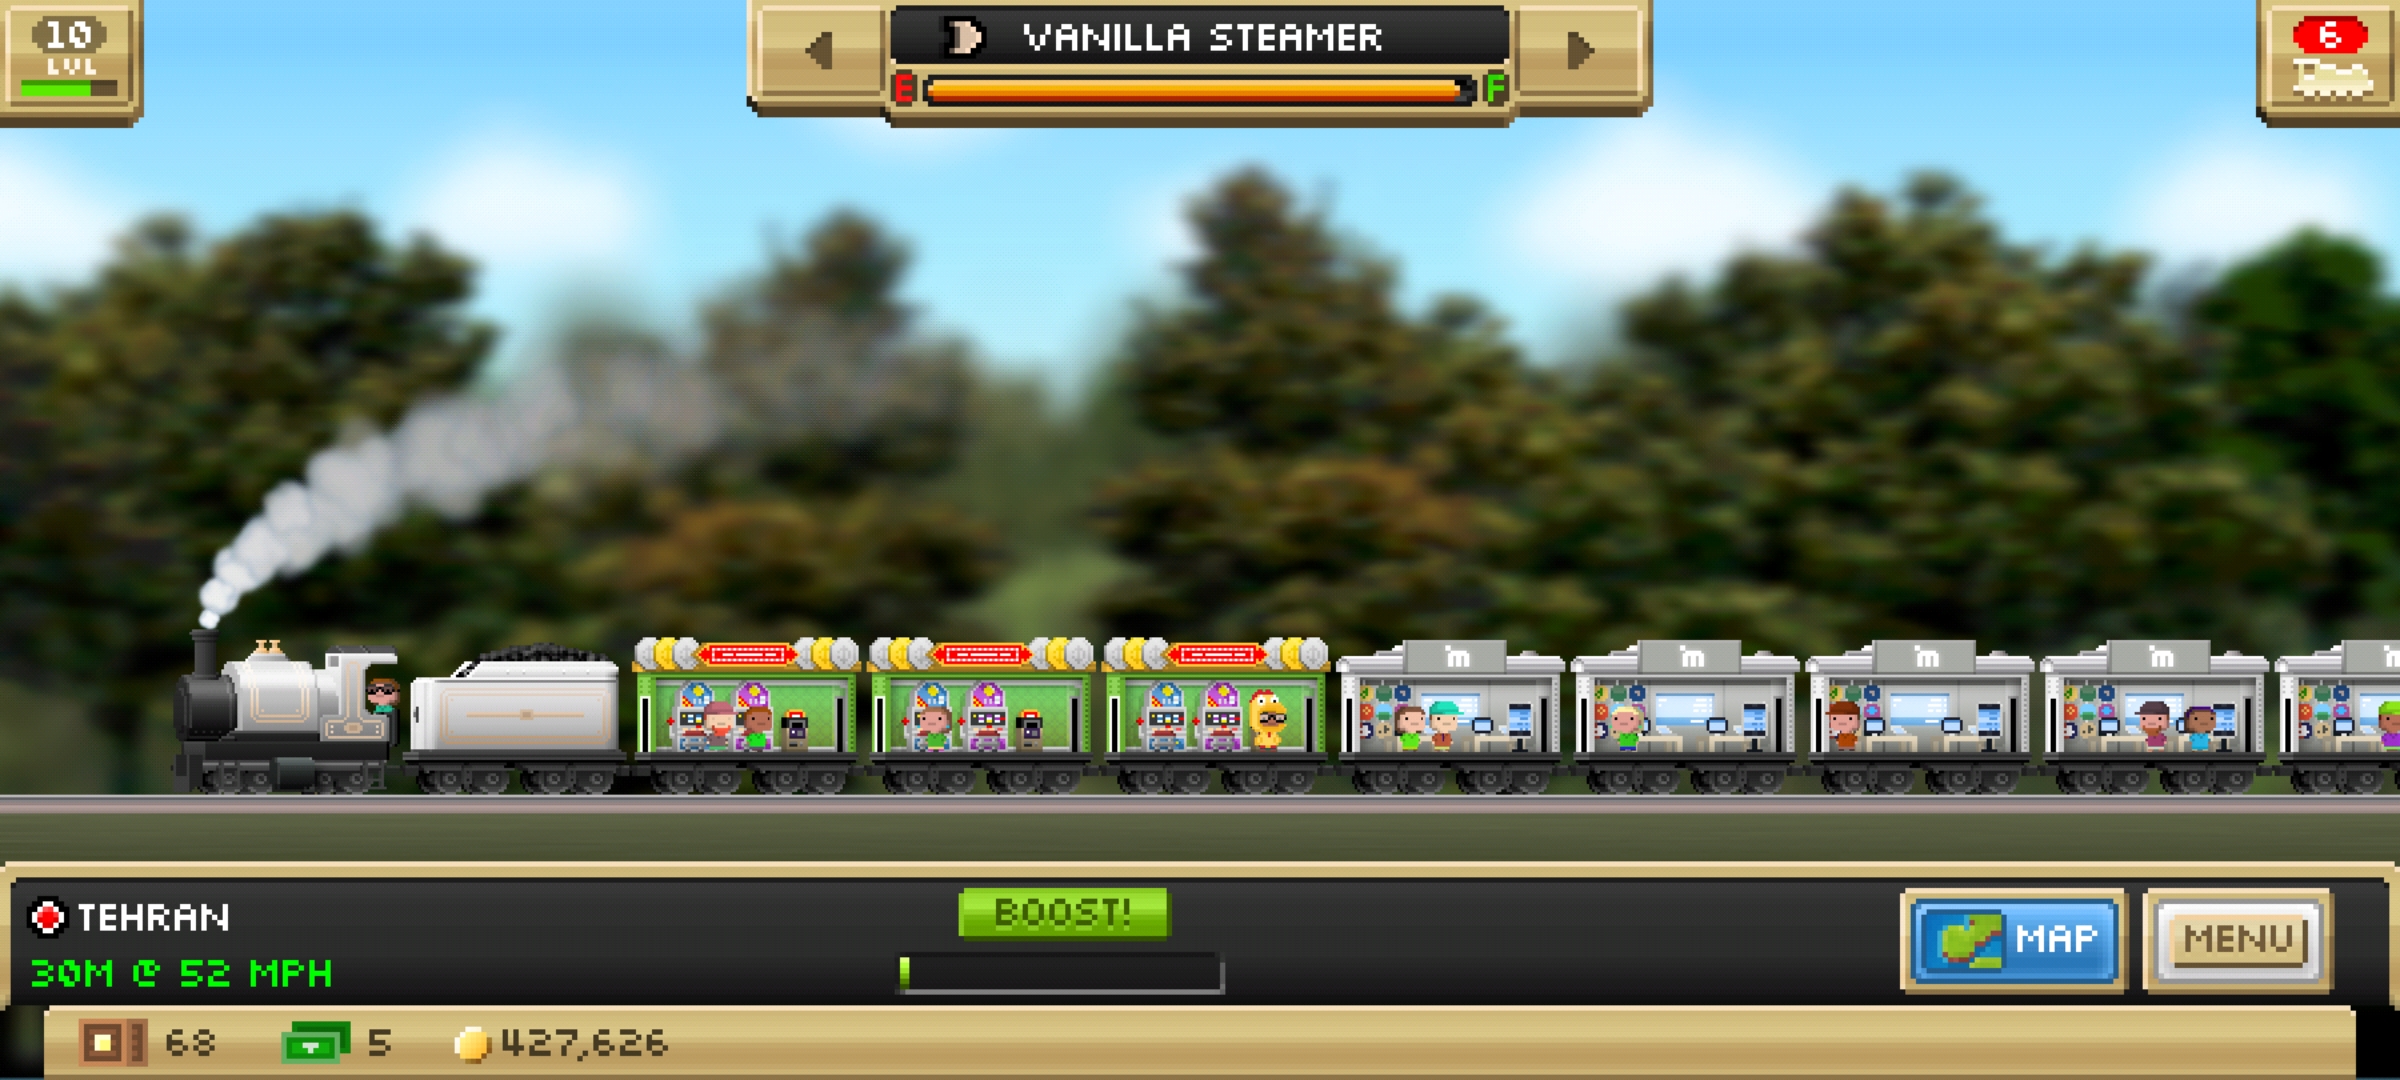 10
LVL
VANILLA STEAMER
E F
6
m m m m m
TEHRAN
30M @ 52 MPH
BOOST!
MAP
MENU
68 5 427,626